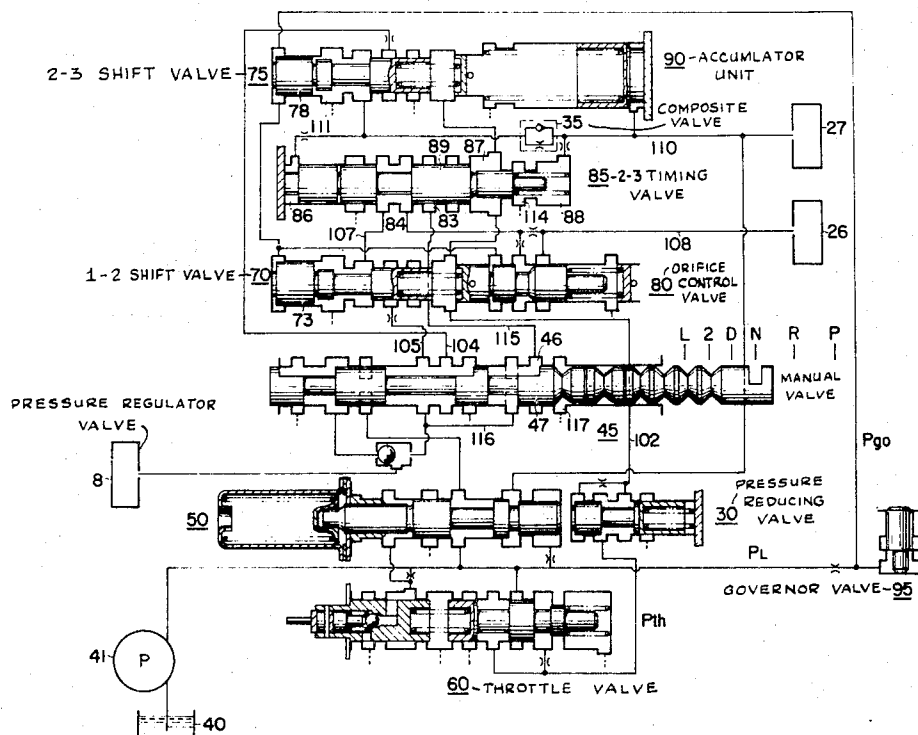 2-3 SHIFT VALVE 75
78
90-ACCUMLATOR
UNIT
COMPOSITE
VALVE
35
111
89
87
110
27
85-2-3 TIMING
VALVE
86
84
83
114
88
107
108
26
1-2 SHIFT VALVE 70
73
80 ORIFICE
CONTROL
VALVE
115
46
105
104
L 2 D N R P
MANUAL
VALVE
PRESSURE REGULATOR
VALVE
116
47
117
45
102
Pgo
8
50
30 PRESSURE
REDUCING
VALVE
PL
GOVERNOR VALVE-95
Pth
41
P
60-THROTTLE VALVE
40